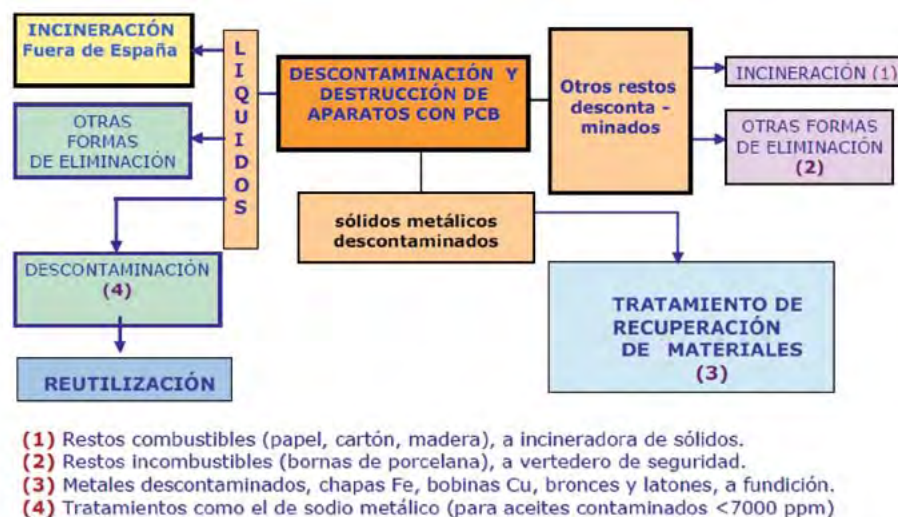 INCINERACIÓN
Fuera de España
OTRAS
FORMAS
DE ELIMINACIÓN
DESCONTAMINACIÓN
(4)
REUTILIZACIÓN
LIQUIDOS
DESCONTAMINACIÓN Y
DESTRUCCIÓN DE
APARATOS CON PCB
sólidos metálicos
descontaminados
Otros restos
desconta -
minados
INCINERACIÓN (1)
OTRAS FORMAS
DE ELIMINACIÓN
(2)
TRATAMIENTO DE
RECUPERACIÓN
DE MATERIALES
(3)
(1) Restos combustibles (papel, cartón, madera), a incineradora de sólidos.
(2) Restos incombustibles (bornas de porcelana), a vertedero de seguridad.
(3) Metales descontaminados, chapas Fe, bobinas Cu, bronces y latones, a fundición.
(4) Tratamientos como el de sodio metálico (para aceites contaminados <7000 ppm)